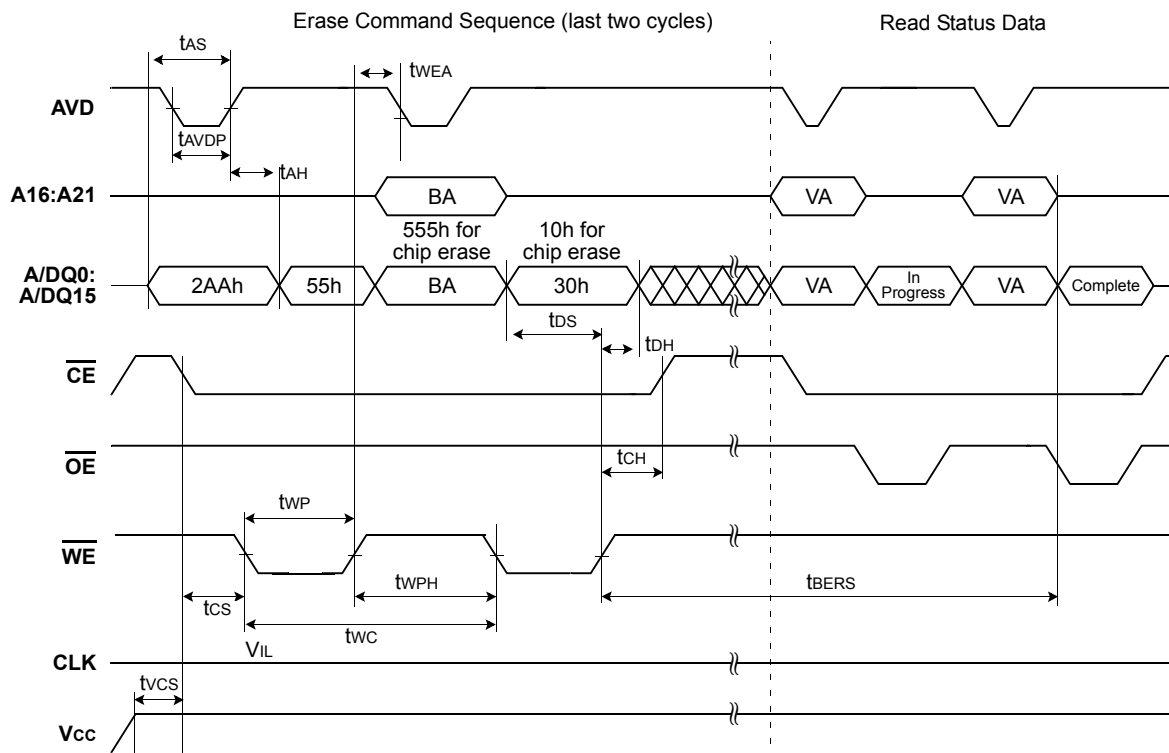 Erase Command Sequence (last two cycles)
Read Status Data
tAS
tWEA
AVD
tAVDP
tAH
A16:A21
BA
VA
VA
555h for
chip erase
10h for
chip erase
A/DQ0:
A/DQ15
2AAh
55h
BA
30h
VA
In
Progress
VA
Complete
tDS
tDH
CE
OE
tCH
tWP
WE
tWPH
tBERS
tCS
tWC
VIL
CLK
tVCS
Vcc